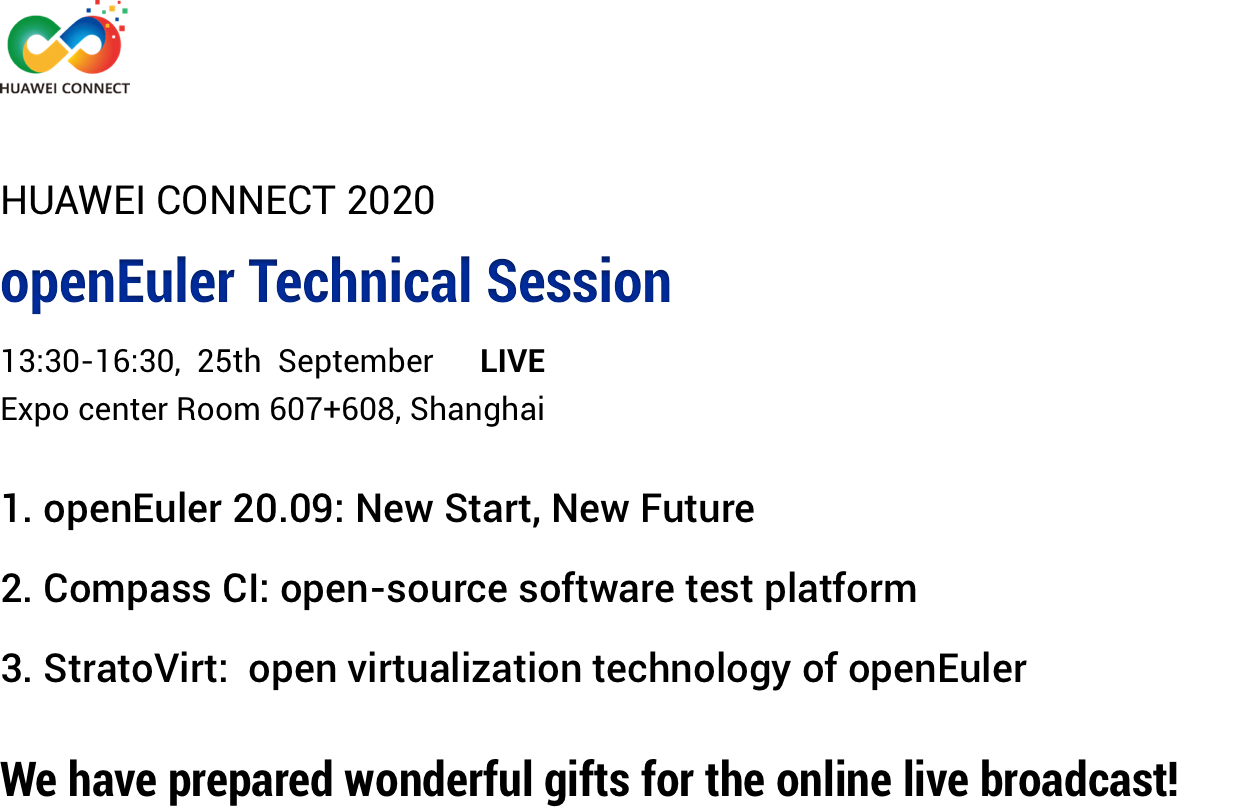 HUAWEI CONNECT
HUAWEI CONNECT 2020
openEuler Technical Session
13:30-16:30, 25th September LIVE
Expo center Room 607+608, Shanghai
1. openEuler 20.09: New Start, New Future
2. Compass CI: open-source software test platform
3. StratoVirt: open virtualization technology of openEuler
We have prepared wonderful gifts for the online live broadcast!